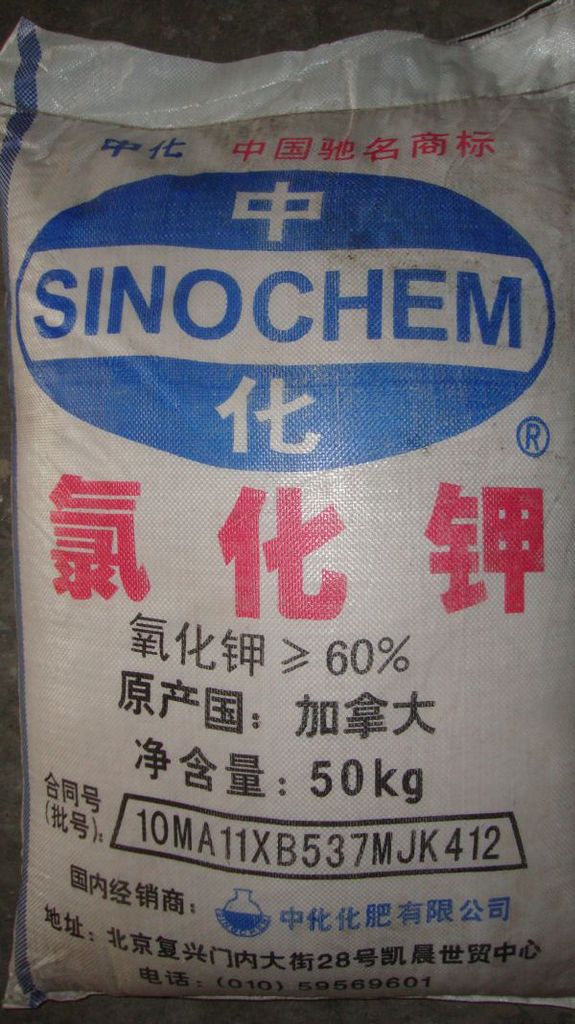 中化 中国驰名商标
中
SINOCHEM
化
®
氯化钾
氧化钾≥60%
原产国：加拿大
净含量：50kg
合同号
(批号)：10MA11XB537MJK412
国内经销商：中化化肥有限公司
地址：北京复兴门内大街28号凯晨世贸中心
电话：(010) 59569601